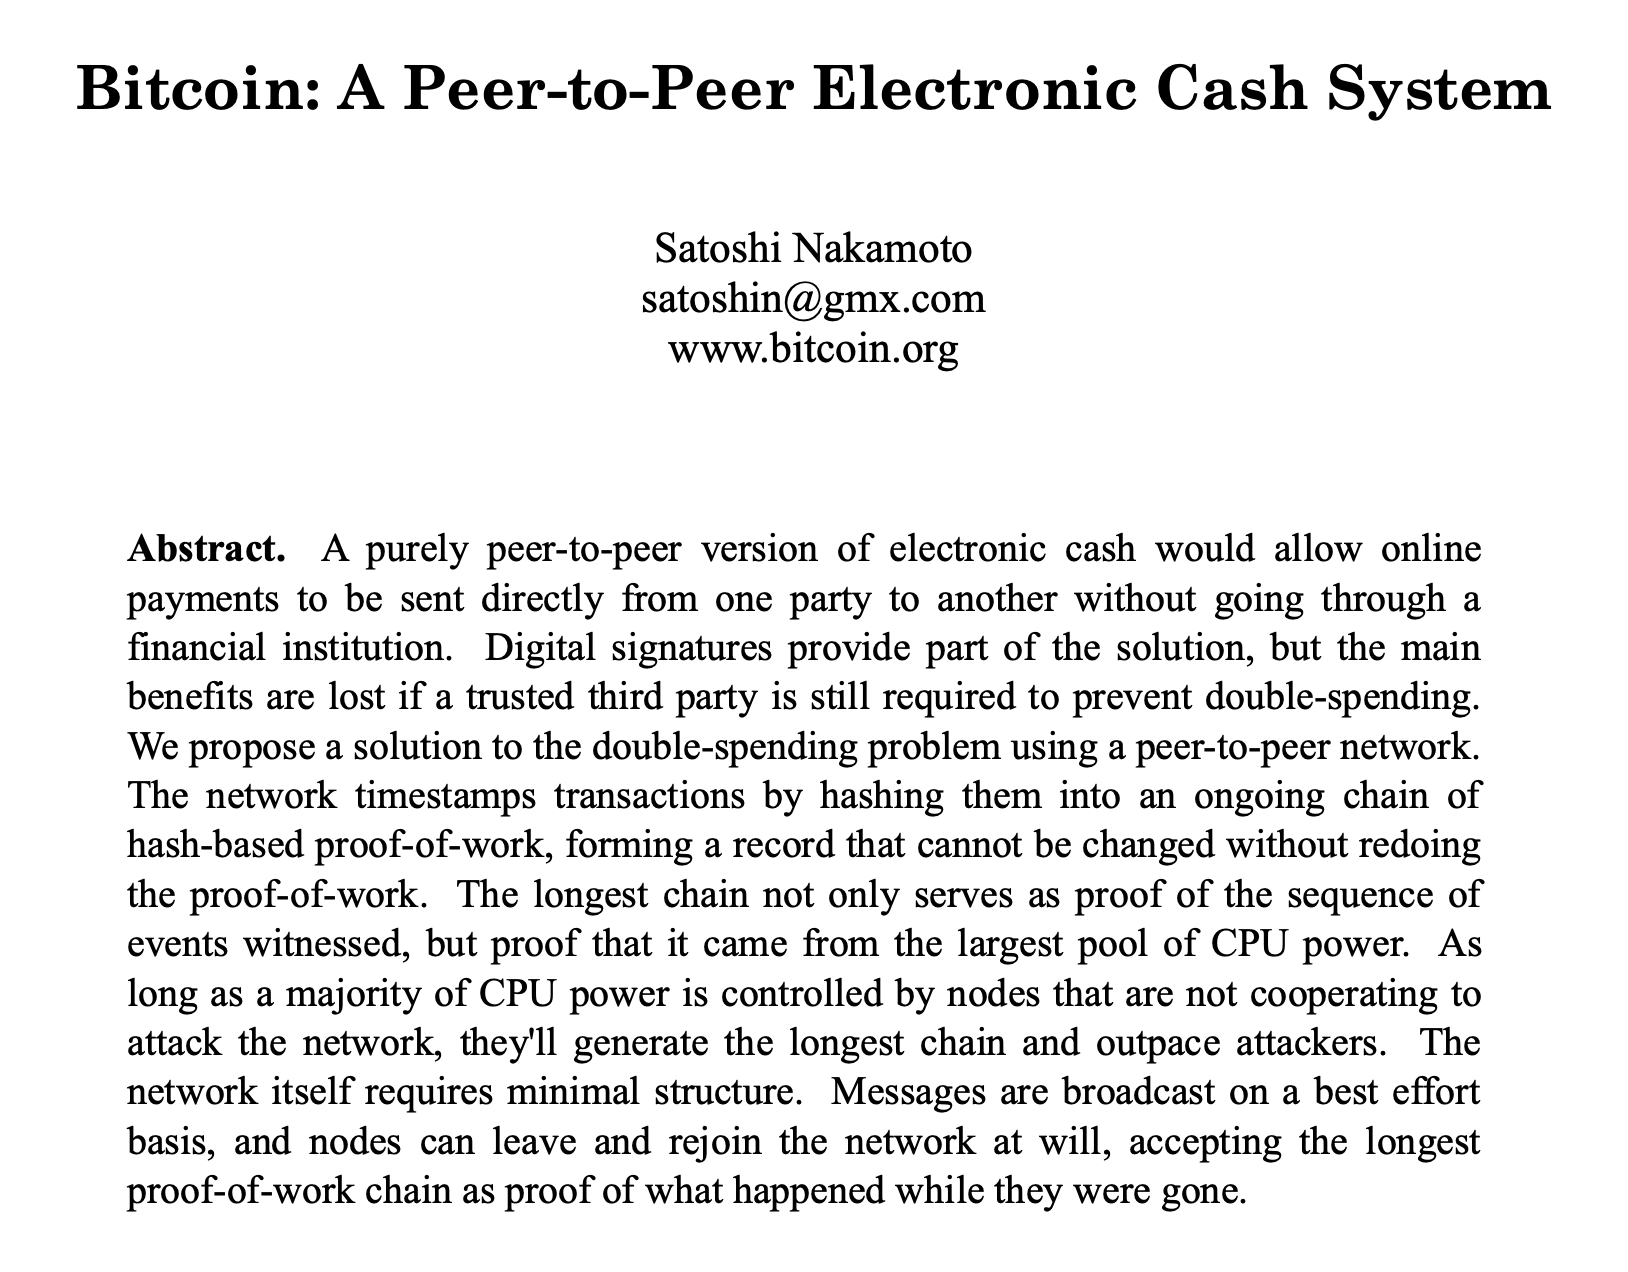 Bitcoin: A Peer-to-Peer Electronic Cash System
Satoshi Nakamoto
satoshin@gmx.com
www.bitcoin.org
Abstract. A purely peer-to-peer version of electronic cash would allow online
payments to be sent directly from one party to another without going through a
financial institution. Digital signatures provide part of the solution, but the main
benefits are lost if a trusted third party is still required to prevent double-spending.
We propose a solution to the double-spending problem using a peer-to-peer network.
The network timestamps transactions by hashing them into an ongoing chain of
hash-based proof-of-work, forming a record that cannot be changed without redoing
the proof-of-work. The longest chain not only serves as proof of the sequence of
events witnessed, but proof that it came from the largest pool of CPU power. As
long as a majority of CPU power is controlled by nodes that are not cooperating to
attack the network, they'll generate the longest chain and outpace attackers. The
network itself requires minimal structure. Messages are broadcast on a best effort
basis, and nodes can leave and rejoin the network at will, accepting the longest
proof-of-work chain as proof of what happened while they were gone.